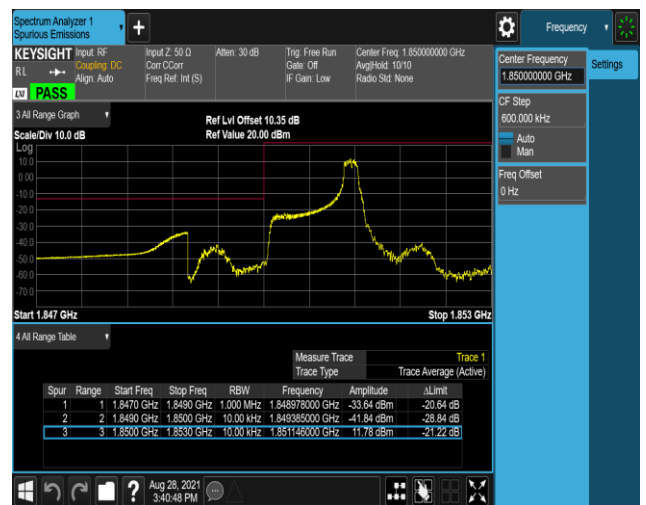 Spectrum Analyzer 1
Spurious Emissions
Frequency
KEYSIGHT Input: RF Input Z: 50 Ω Atten: 30 dB Trig: Free Run Center Freq: 1.850000000 GHz
RL Coupling: DC Corr CCorr Gate: Off Avg|Hold: 10/10
Align: Auto Freq Ref: Int (S) IF Gain: Low Radio Std: None
LXI PASS
Center Frequency
1.850000000 GHz
Settings
CF Step
600.000 kHz
Auto
Man
Freq Offset
0 Hz
3 All Range Graph
Ref Lvl Offset 10.35 dB
Scale/Div 10.0 dB Ref Value 20.00 dBm
Log
10.0
0.00
-10.0
-20.0
-30.0
-40.0
-50.0
-60.0
-70.0
Start 1.847 GHz Stop 1.853 GHz
4 All Range Table
Measure Trace Trace 1
Trace Type Trace Average (Active)
Spur Range Start Freq Stop Freq RBW Frequency Amplitude ΔLimit
1 1 1.8470 GHz 1.8490 GHz 1.000 MHz 1.848978000 GHz -33.64 dBm -20.64 dB
2 2 1.8490 GHz 1.8500 GHz 10.00 kHz 1.849385000 GHz -41.84 dBm -28.84 dB
3 3 1.8500 GHz 1.8530 GHz 10.00 kHz 1.851146000 GHz 11.78 dBm -21.22 dB
Aug 28, 2021
3:40:48 PM